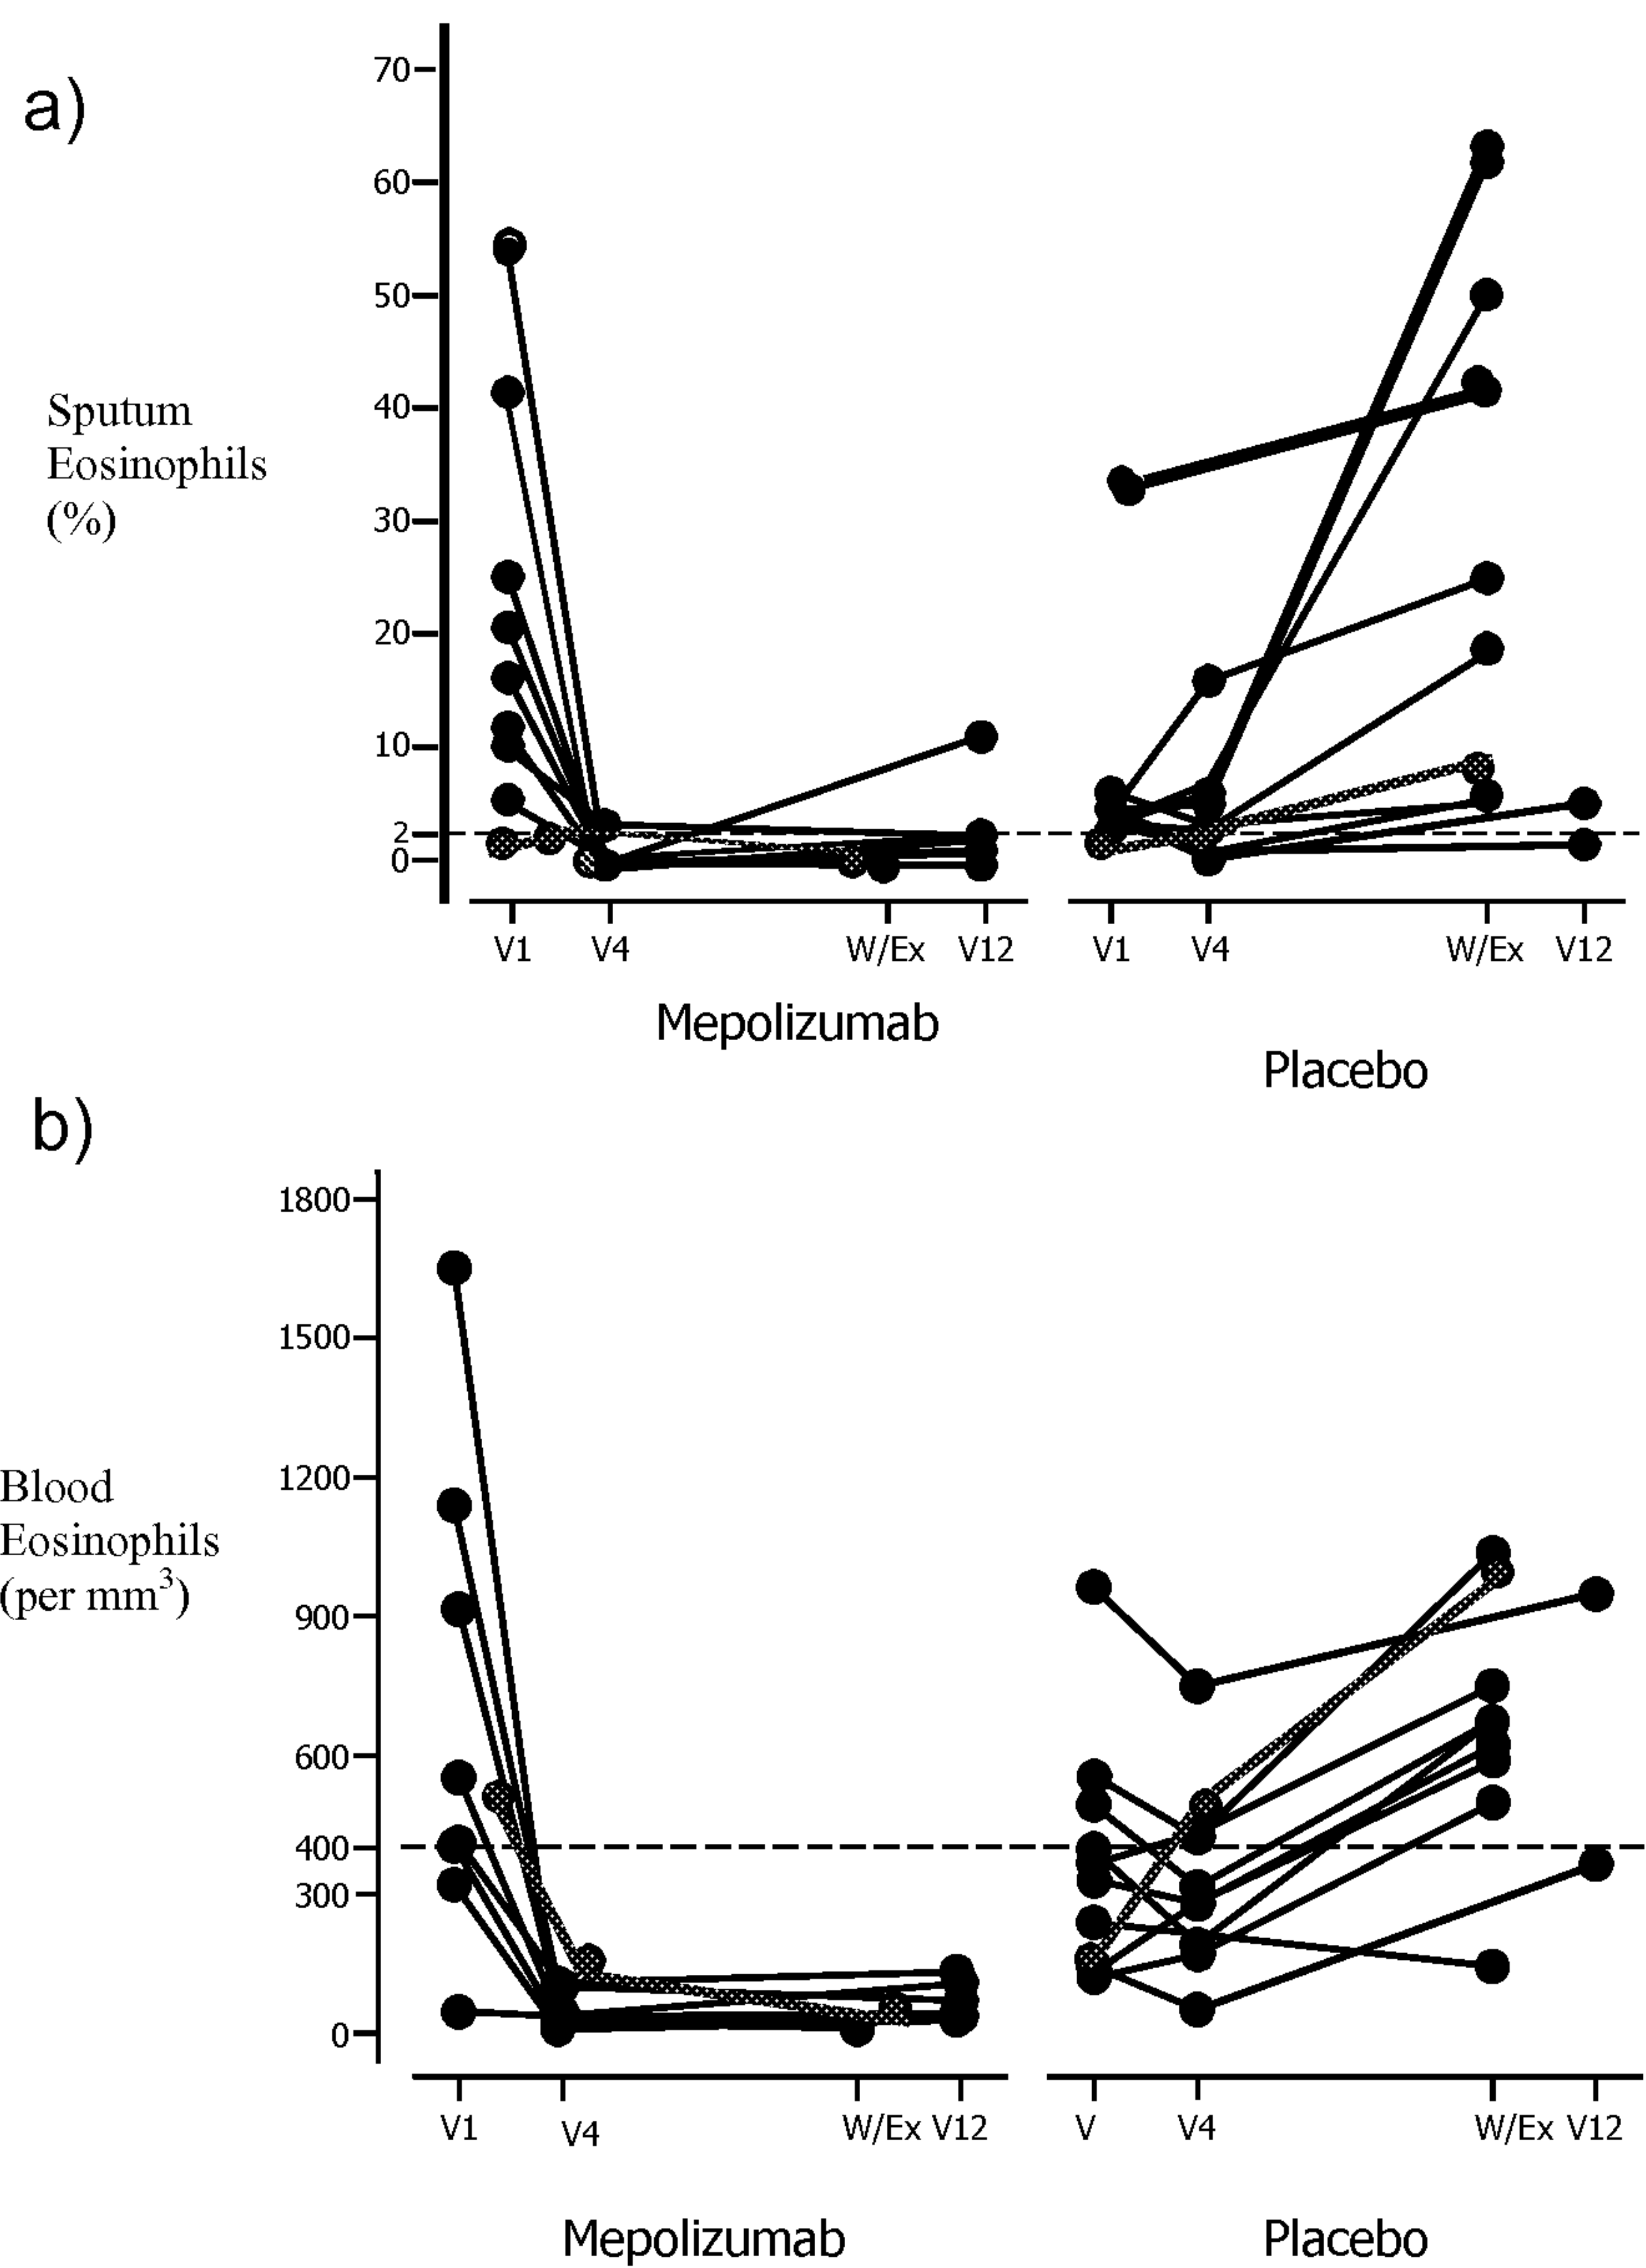 a)
70
60
50
40
30
20
10
2
0
Sputum
Eosinophils
(%)
V1 V4 W/Ex V12 V1 V4 W/Ex V12
Mepolizumab
Placebo
b)
1800
1500
1200
900
600
400
300
0
Blood
Eosinophils
(per mm³)
V1 V4 W/Ex V12 V V4 W/Ex V12
Mepolizumab Placebo